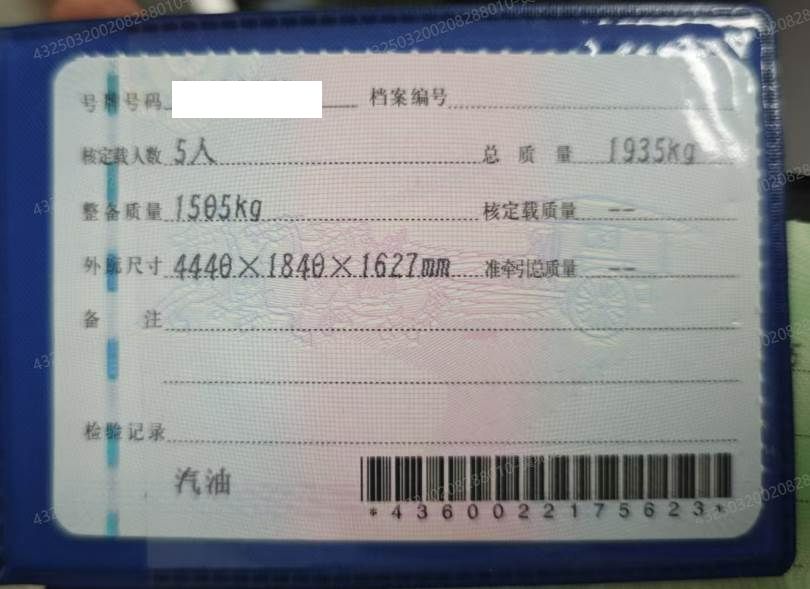 号牌号码 档案编号
核定载人数 5人 总质量 1935kg
整备质量 1505kg 核定载质量 --
外廓尺寸 4440×1840×1627mm 准牵引总质量 --
备注
检验记录
汽油
*4360022175623*